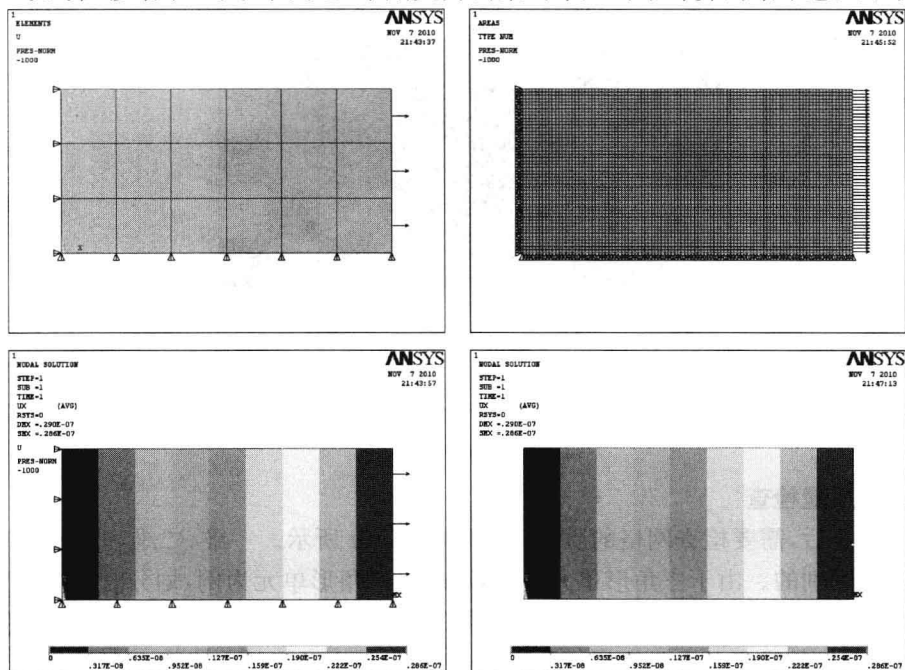 1
ELEMENTS
U
PRES-NORM
-1000
ANSYS
NOV 7 2010
21:43:37
X
1
AREAS
TYPE NUM
PRES-NORM
-1000
ANSYS
NOV 7 2010
21:45:52
1
NODAL SOLUTION
STEP=1
SUB =1
TIME=1
UX (AVG)
RSYS=0
DMX =.290E-07
SMX =.286E-07
U
PRES-NORM
-1000
ANSYS
NOV 7 2010
21:43:57
MX
0 .635E-08 .127E-07 .190E-07 .254E-07
.317E-08 .952E-08 .159E-07 .222E-07 .286E-07
1
NODAL SOLUTION
STEP=1
SUB =1
TIME=1
UX (AVG)
RSYS=0
DMX =.290E-07
SMX =.286E-07
ANSYS
NOV 7 2010
21:47:13
MX
0 .635E-08 .127E-07 .190E-07 .254E-07
.317E-08 .952E-08 .159E-07 .222E-07 .286E-07